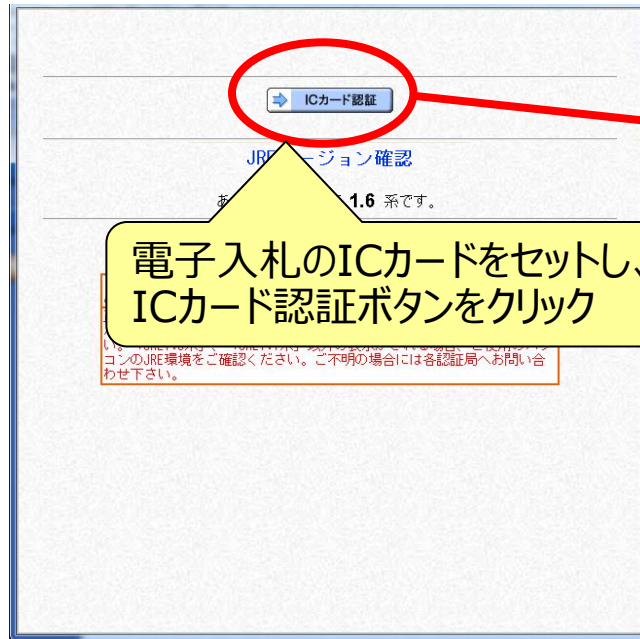 ICカード認証
JRE ージョン確認
1.6 系です。
電子入札のICカードをセットし、
ICカード認証ボタンをクリック
コンのJRE環境をご確認ください。ご不明の場合には各認証局へお問い合
わせ下さい。